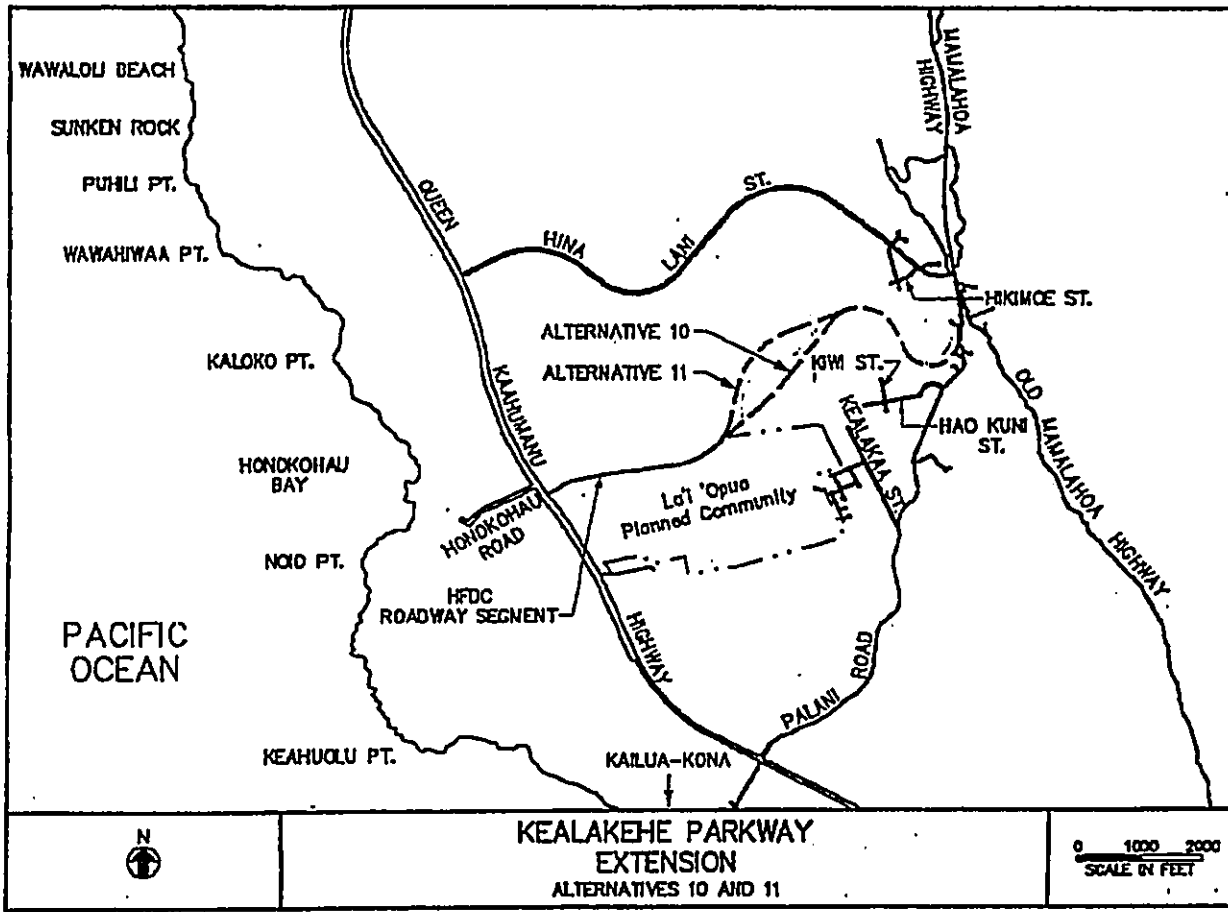 WAWALOLI BEACH
SUNKEN ROCK
PUHILI PT.
WAWAHIWAA PT.
KALOKO PT.
HONOKOHAU
BAY
NOIO PT.
PACIFIC
OCEAN
KEAHUOLU PT.
QUEEN
KAAHUMANU
HIGHWAY
HINA
LANI
ST.
MAMALAHOA
HIGHWAY
HIKIMOE ST.
ALTERNATIVE 10
ALTERNATIVE 11
KIWI ST.
KEALAKAA ST.
HAO KUNI
ST.
OLD
MAMALAHOA
HIGHWAY
La'i 'Opua
Planned Community
HONOKOHAU
ROAD
HFDC
ROADWAY SEGMENT
PALANI
ROAD
KAILUA-KONA
N
KEALAKEHE PARKWAY
EXTENSION
ALTERNATIVES 10 AND 11
0 1000 2000
SCALE IN FEET